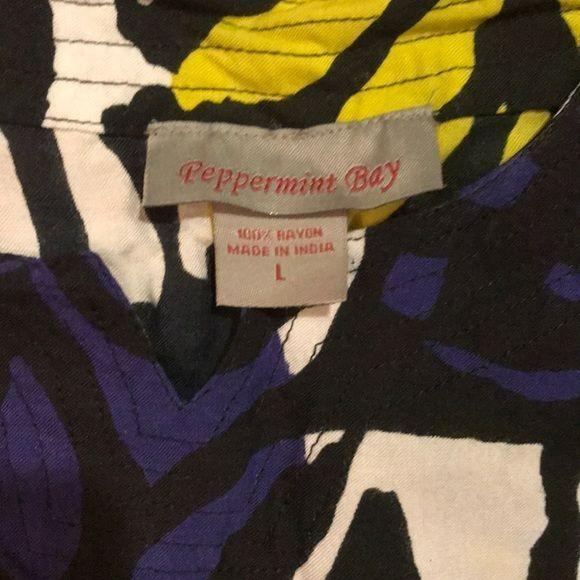 Peppermint Bay
100% RAYON
MADE IN INDIA
L